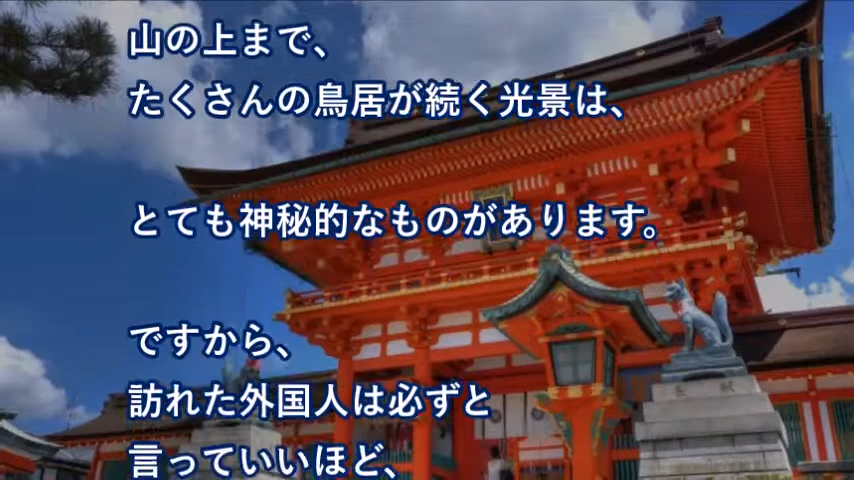 山の上まで、
たくさんの鳥居が続く光景は、
とても神秘的なものがあります。
ですから、
訪れた外国人は必ずと
言っていいほど、